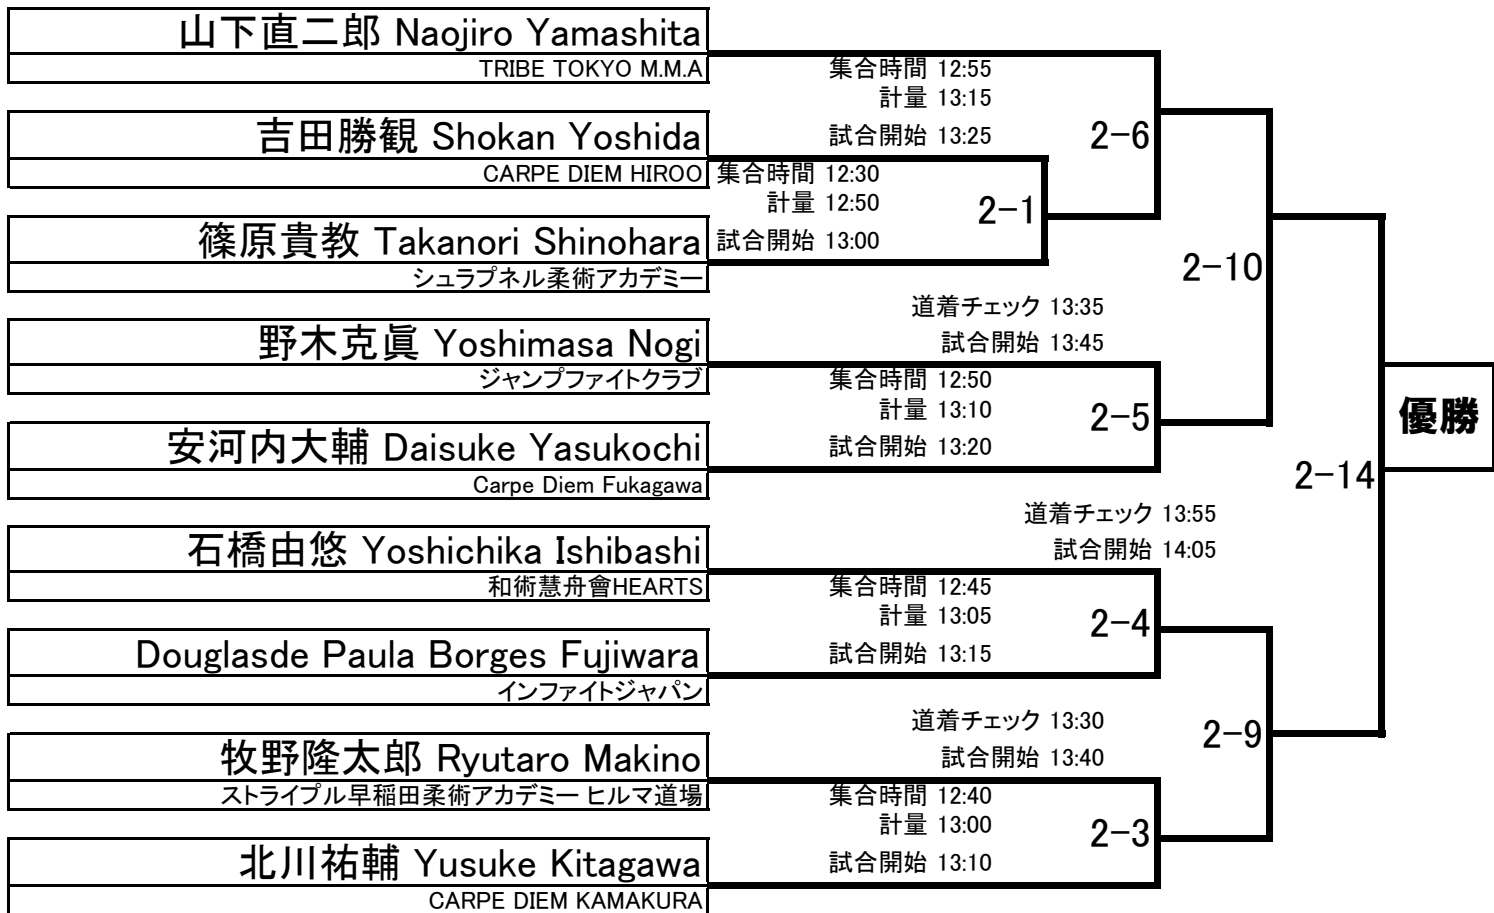 山下直二郎 Naojiro Yamashita
TRIBE TOKYO M.M.A
集合時間 12:55
計量 13:15
試合開始 13:25
2-6
吉田勝観 Shokan Yoshida
CARPE DIEM HIROO
集合時間 12:30
計量 12:50
試合開始 13:00
2-1
篠原貴教 Takanori Shinohara
シュラプネル柔術アカデミー
2-10
道着チェック 13:35
試合開始 13:45
野木克眞 Yoshimasa Nogi
ジャンプファイトクラブ
集合時間 12:50
計量 13:10
試合開始 13:20
2-5
優勝
安河内大輔 Daisuke Yasukochi
Carpe Diem Fukagawa
2-14
道着チェック 13:55
試合開始 14:05
石橋由悠 Yoshichika Ishibashi
和術慧舟會HEARTS
集合時間 12:45
計量 13:05
試合開始 13:15
2-4
Douglasde Paula Borges Fujiwara
インファイトジャパン
道着チェック 13:30
試合開始 13:40
2-9
牧野隆太郎 Ryutaro Makino
ストライプル早稲田柔術アカデミー ヒルマ道場
集合時間 12:40
計量 13:00
試合開始 13:10
2-3
北川祐輔 Yusuke Kitagawa
CARPE DIEM KAMAKURA